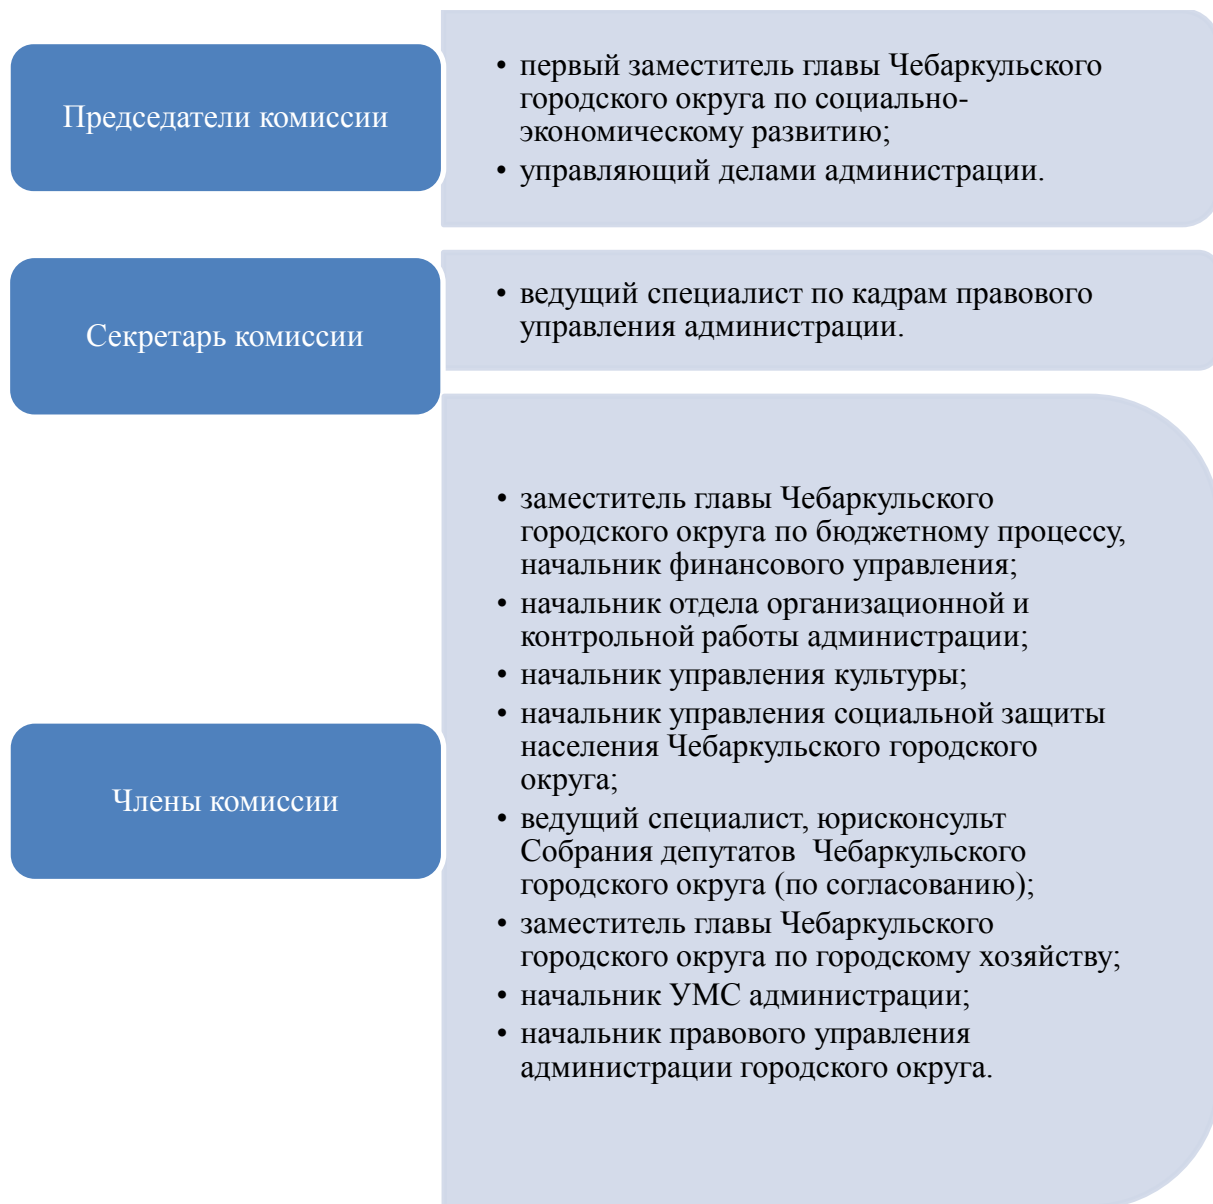 Председатели комиссии
• первый заместитель главы Чебаркульского
городского округа по социально-
экономическому развитию;
• управляющий делами администрации.
Секретарь комиссии
• ведущий специалист по кадрам правового
управления администрации.
Члены комиссии
• заместитель главы Чебаркульского
городского округа по бюджетному процессу,
начальник финансового управления;
• начальник отдела организационной и
контрольной работы администрации;
• начальник управления культуры;
• начальник управления социальной защиты
населения Чебаркульского городского
округа;
• ведущий специалист, юрисконсульт
Собрания депутатов  Чебаркульского
городского округа (по согласованию);
• заместитель главы Чебаркульского
городского округа по городскому хозяйству;
• начальник УМС администрации;
• начальник правового управления
администрации городского округа.